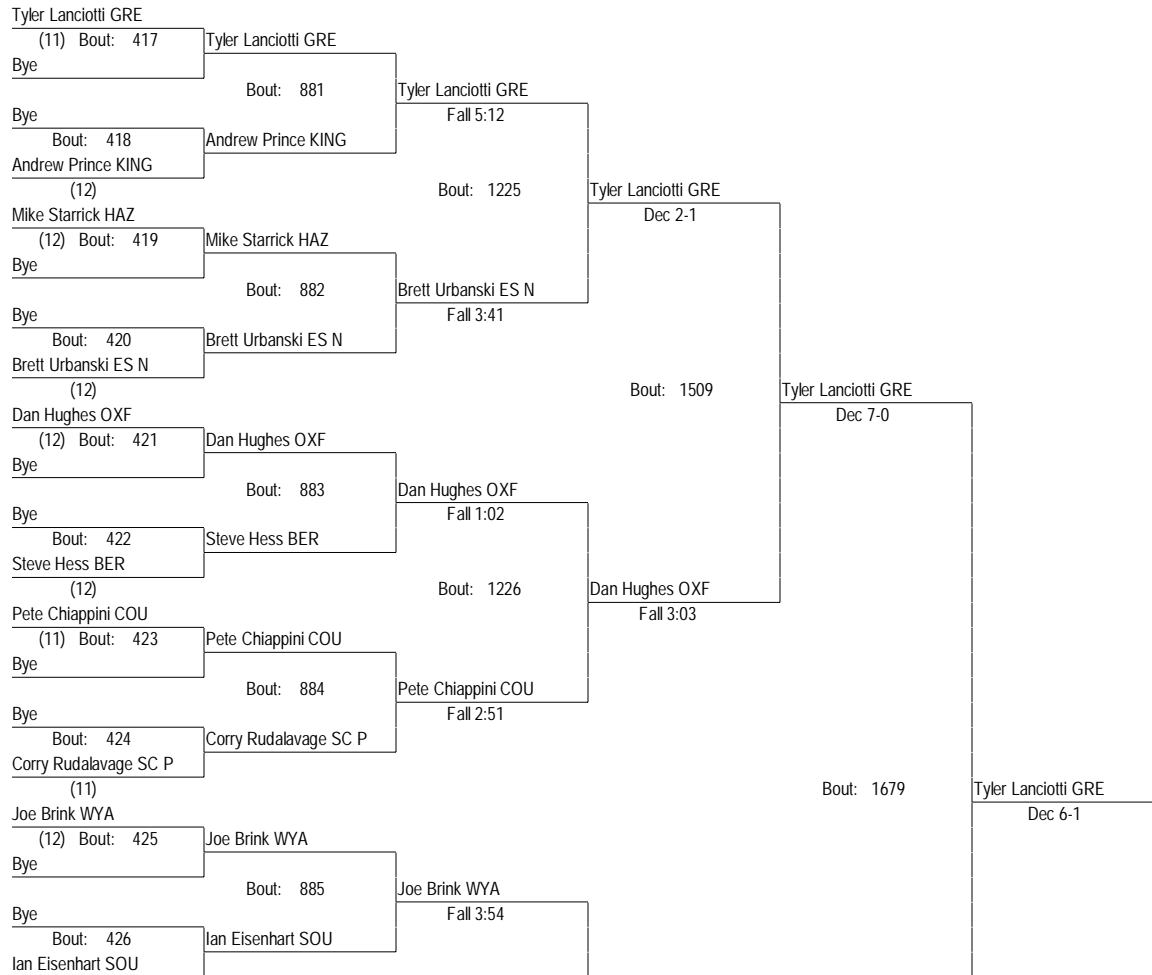 Tyler Lanciotti GRE
(11) Bout: 417 Tyler Lanciotti GRE
Bye
Bout: 881 Tyler Lanciotti GRE
Bye Fall 5:12
Bout: 418 Andrew Prince KING
Andrew Prince KING
(12) Bout: 1225 Tyler Lanciotti GRE
Mike Starrick HAZ Dec 2-1
(12) Bout: 419 Mike Starrick HAZ
Bye
Bout: 882 Brett Urbanski ES N
Bye Fall 3:41
Bout: 420 Brett Urbanski ES N
Brett Urbanski ES N
(12) Bout: 1509 Tyler Lanciotti GRE
Dan Hughes OXF Dec 7-0
(12) Bout: 421 Dan Hughes OXF
Bye
Bout: 883 Dan Hughes OXF
Bye Fall 1:02
Bout: 422 Steve Hess BER
Steve Hess BER
(12) Bout: 1226 Dan Hughes OXF
Pete Chiappini COU Fall 3:03
(11) Bout: 423 Pete Chiappini COU
Bye
Bout: 884 Pete Chiappini COU
Bye Fall 2:51
Bout: 424 Corry Rudalavage SC P
Corry Rudalavage SC P
(11) Bout: 1679 Tyler Lanciotti GRE
Joe Brink WYA Dec 6-1
(12) Bout: 425 Joe Brink WYA
Bye
Bout: 885 Joe Brink WYA
Bye Fall 3:54
Bout: 426 Ian Eisenhart SOU
Ian Eisenhart SOU